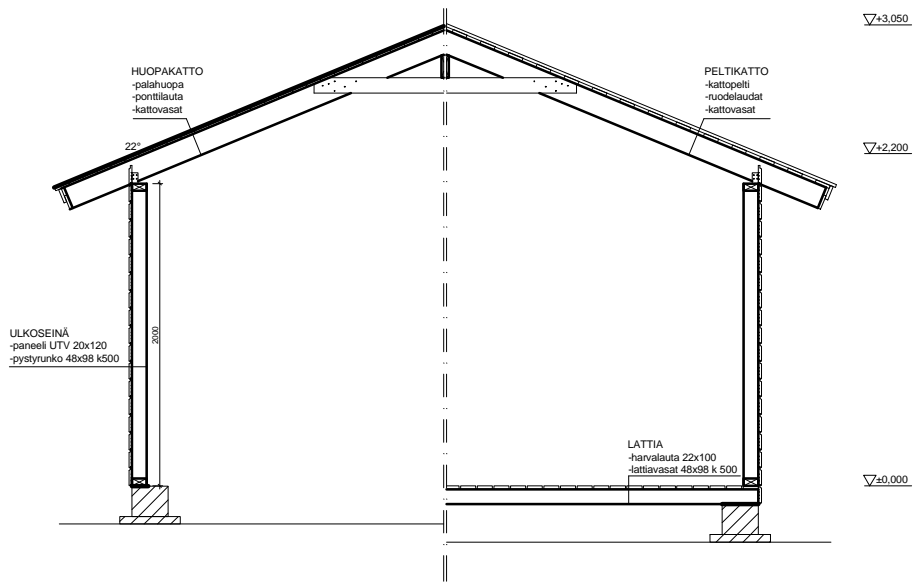 +3,050
HUOPAKATTO
-palahuopa
-ponttilauta
-kattovasat
PELTIKATTO
-kattopelti
-ruodelaudat
-kattovasat
22°
+2,200
ULKOSEINÄ
-paneeli UTV 20x120
-pystyrunko 48x98 k500
2000
LATTIA
-harvalauta 22x100
-lattiavasat 48x98 k 500
±0,000